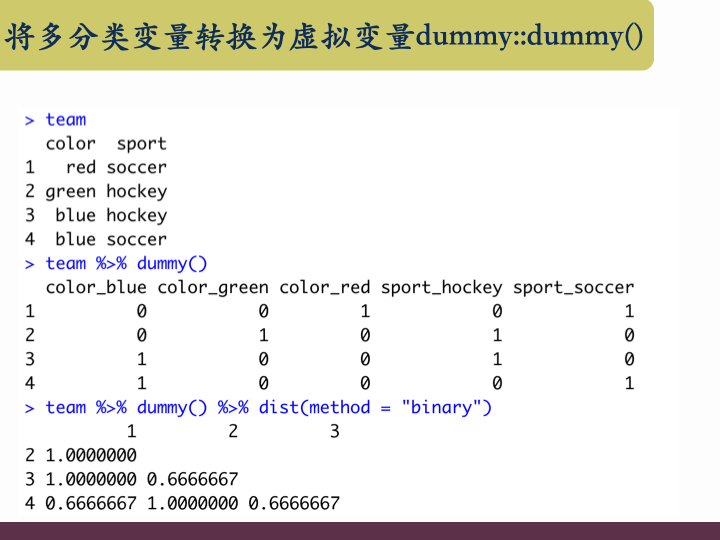 将多分类变量转换为虚拟变量dummy::dummy()
> team
  color  sport
1   red soccer
2 green hockey
3  blue hockey
4  blue soccer
> team %>% dummy()
  color_blue color_green color_red sport_hockey sport_soccer
1          0           0         1            0            1
2          0           1         0            1            0
3          1           0         0            1            0
4          1           0         0            0            1
> team %>% dummy() %>% dist(method = "binary")
          1         2         3
2 1.0000000
3 1.0000000 0.6666667
4 0.6666667 1.0000000 0.6666667